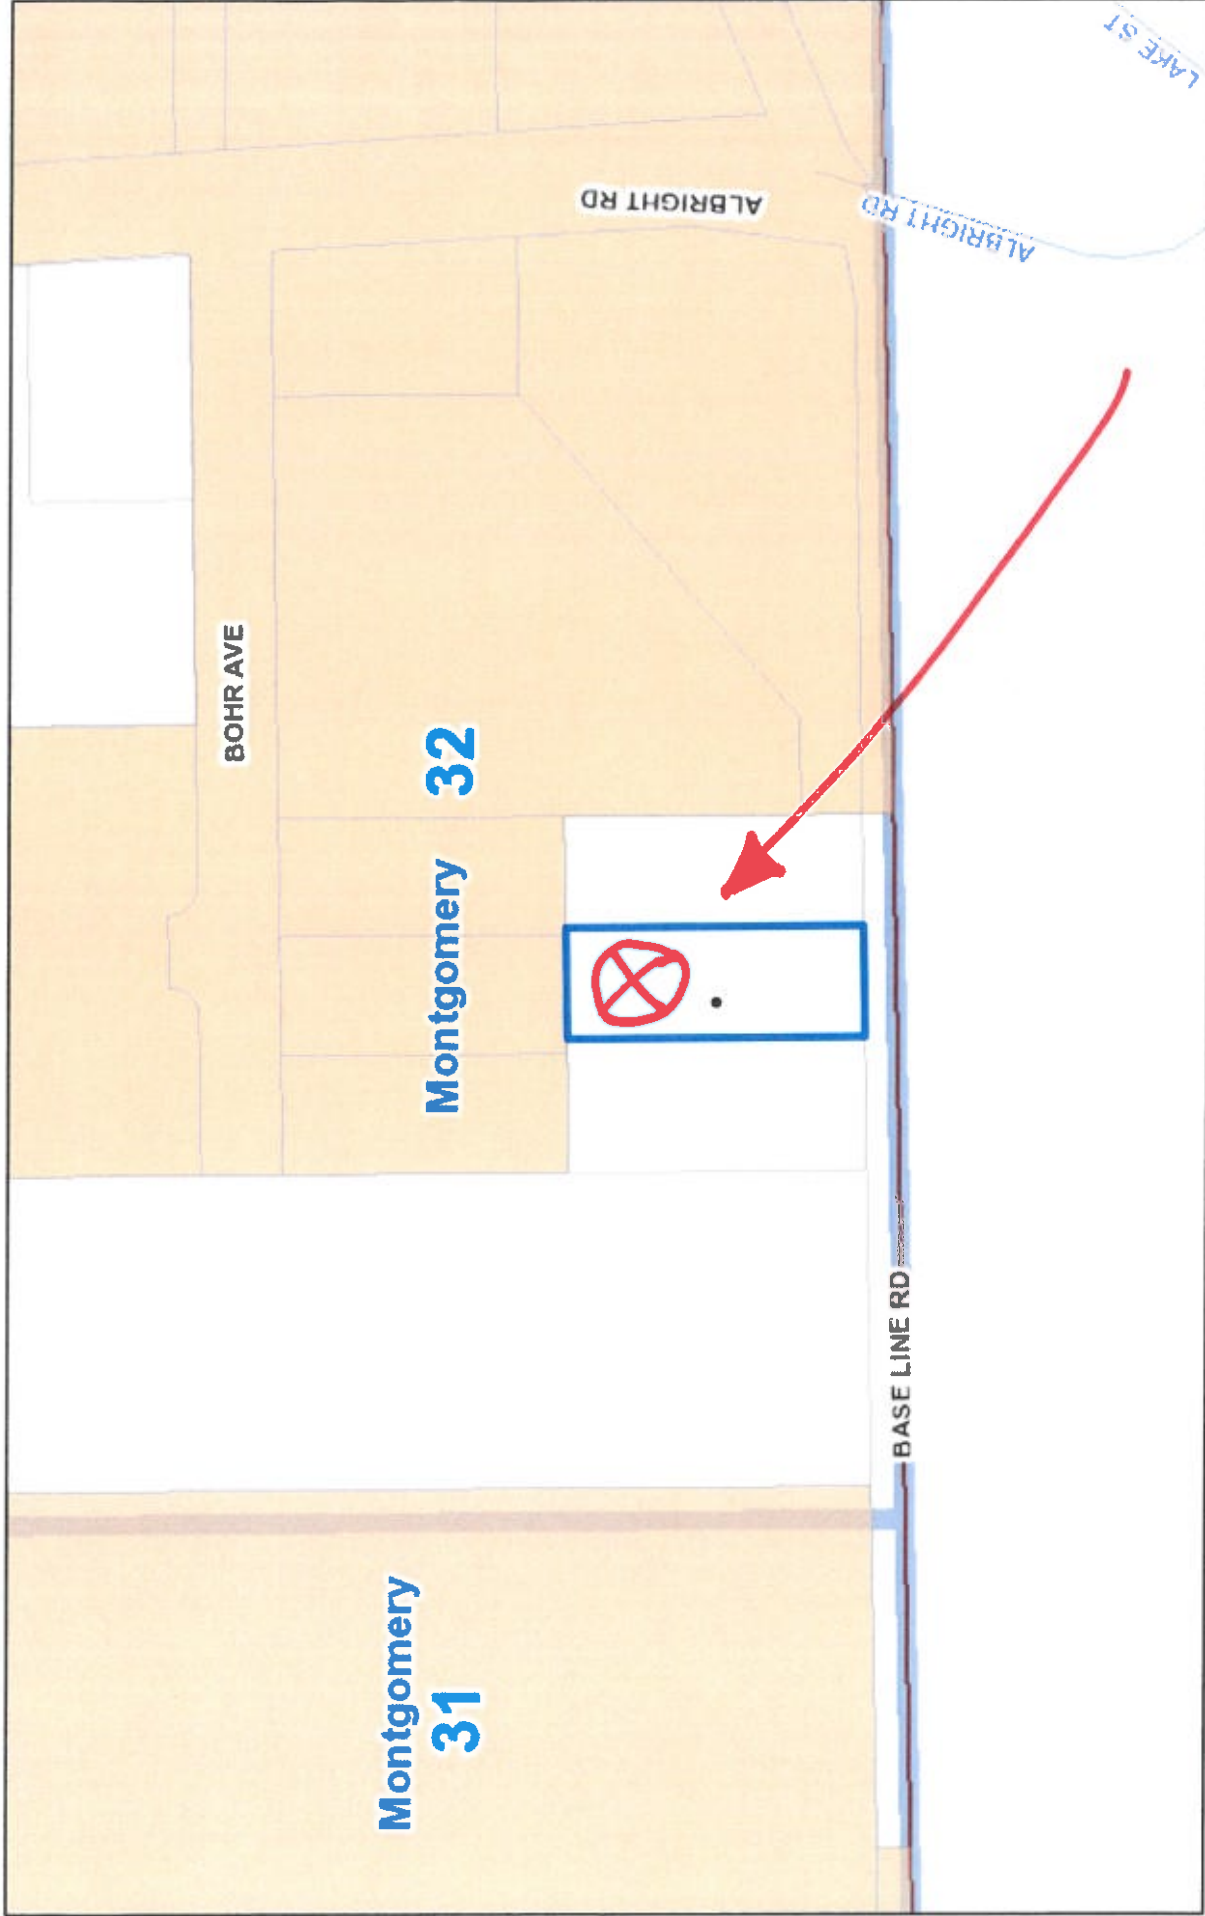 LAKE ST
ALBRIGHT RD
ALBRIGHT RD
BOHR AVE
Montgomery 32
BASE LINE RD
Montgomery
31